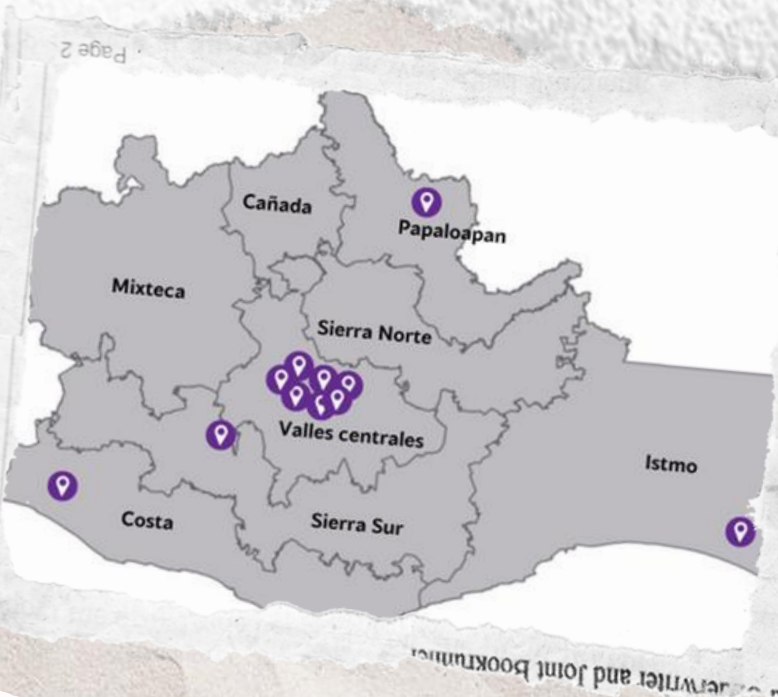 Page 2
Cañada
Papaloapan
Mixteca
Sierra Norte
Valles centrales
Istmo
Costa
Sierra Sur
and Joint Bookrunner